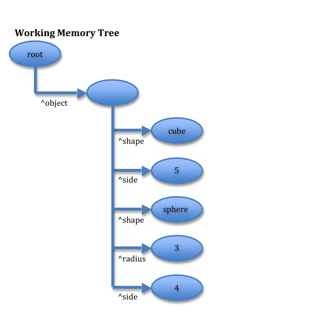 Working Memory Tree
root
^object
cube
^shape
5
^side
sphere
^shape
3
^radius
4
^side